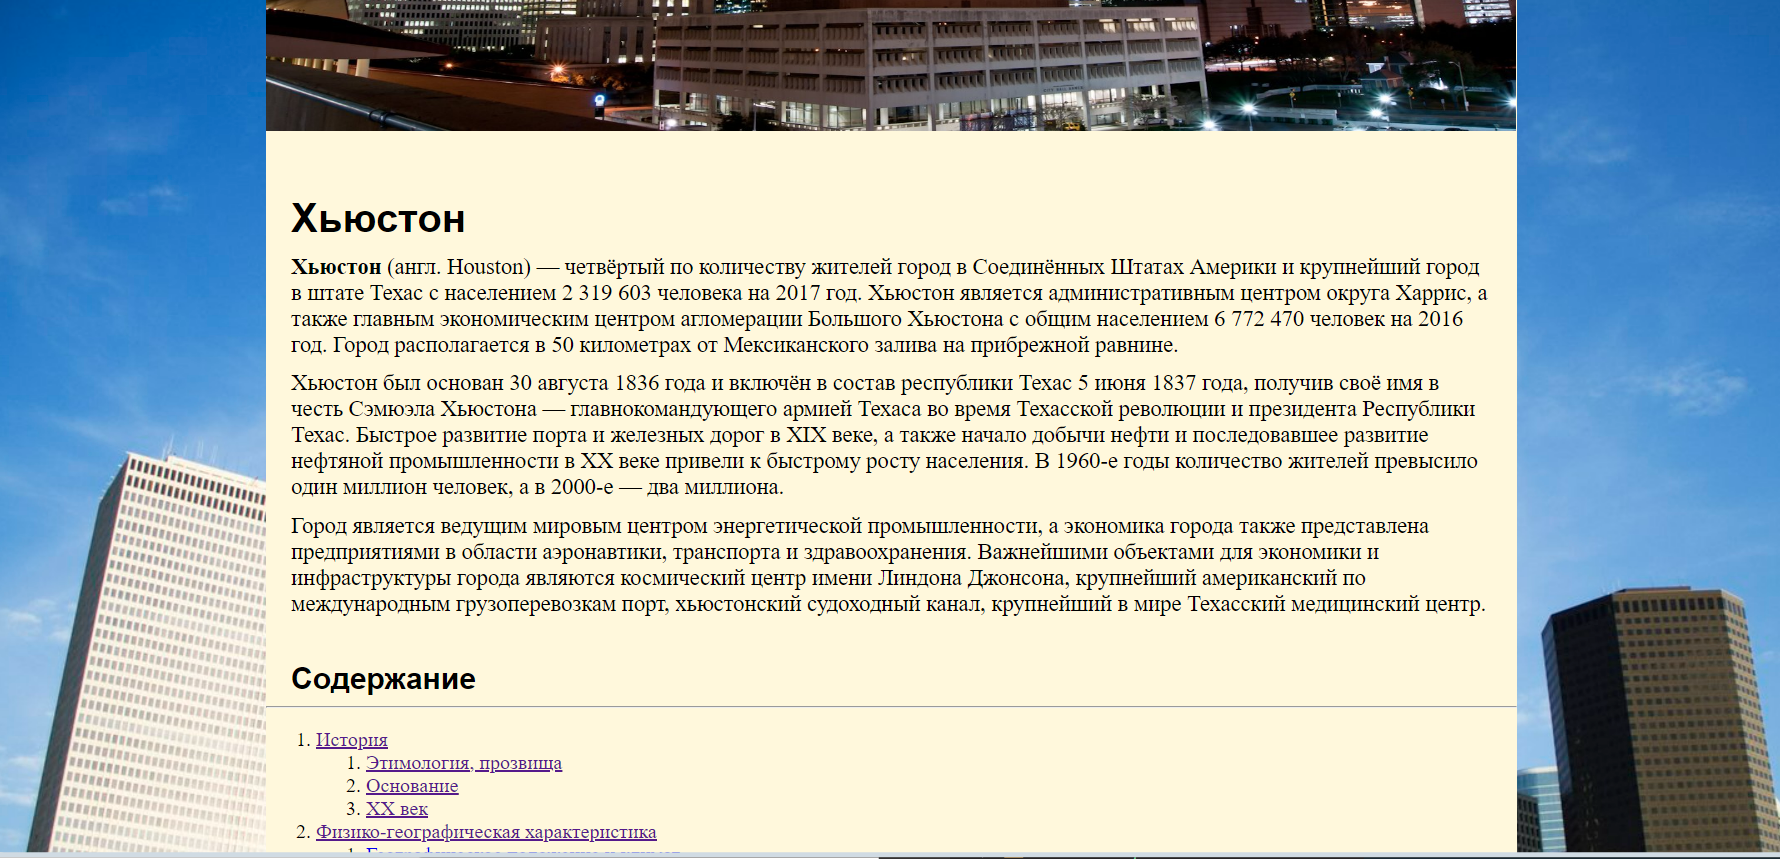 Хьюстон
Хьюстон (англ. Houston) — четвёртый по количеству жителей город в Соединённых Штатах Америки и крупнейший город
в штате Техас с населением 2 319 603 человека на 2017 год. Хьюстон является административным центром округа Харрис, а
также главным экономическим центром агломерации Большого Хьюстона с общим населением 6 772 470 человек на 2016
год. Город располагается в 50 километрах от Мексиканского залива на прибрежной равнине.
Хьюстон был основан 30 августа 1836 года и включён в состав республики Техас 5 июня 1837 года, получив своё имя в
честь Сэмюэла Хьюстона — главнокомандующего армией Техаса во время Техасской революции и президента Республики
Техас. Быстрое развитие порта и железных дорог в XIX веке, а также начало добычи нефти и последовавшее развитие
нефтяной промышленности в XX веке привели к быстрому росту населения. В 1960-е годы количество жителей превысило
один миллион человек, а в 2000-е — два миллиона.
Город является ведущим мировым центром энергетической промышленности, а экономика города также представлена
предприятиями в области аэронавтики, транспорта и здравоохранения. Важнейшими объектами для экономики и
инфраструктуры города являются космический центр имени Линдона Джонсона, крупнейший американский по
международным грузоперевозкам порт, хьюстонский судоходный канал, крупнейший в мире Техасский медицинский центр.
Содержание
1. История
1. Этимология, прозвища
2. Основание
3. XX век
2. Физико-географическая характеристика